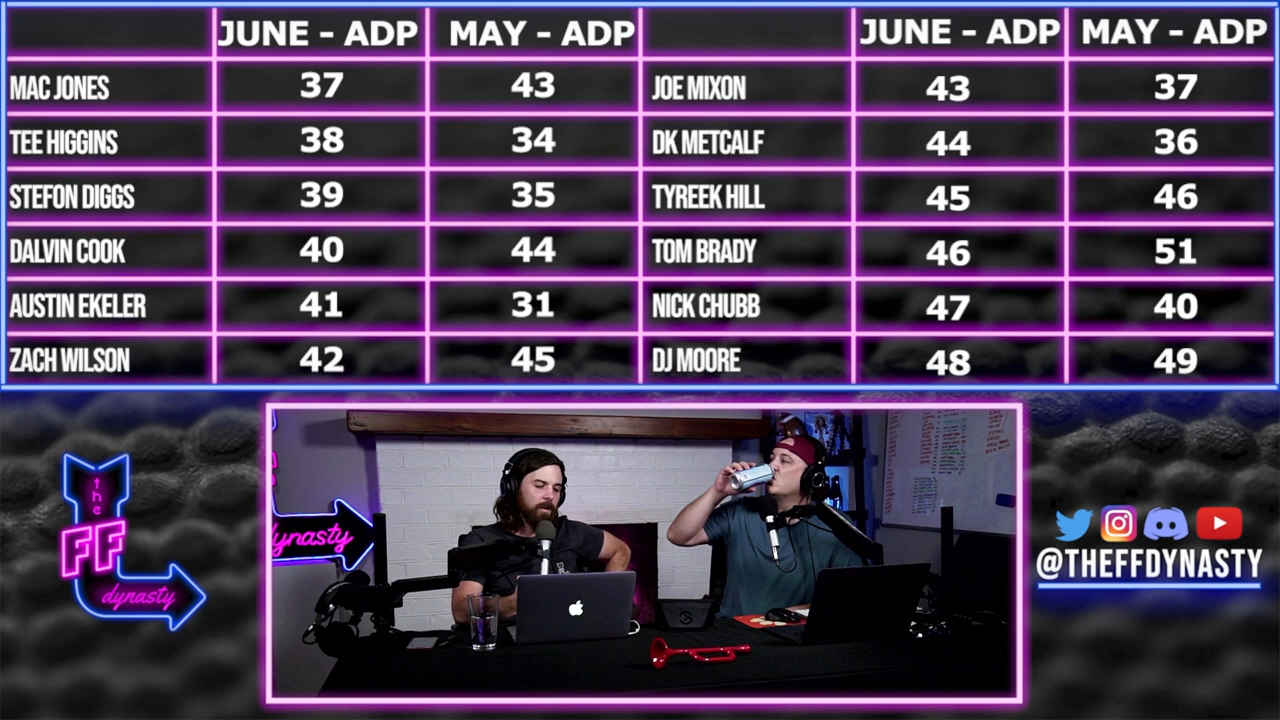 JUNE - ADP MAY - ADP JUNE - ADP MAY - ADP
MAC JONES 37 43 JOE MIXON 43 37
TEE HIGGINS 38 34 DK METCALF 44 36
STEFON DIGGS 39 35 TYREEK HILL 45 46
DALVIN COOK 40 44 TOM BRADY 46 51
AUSTIN EKELER 41 31 NICK CHUBB 47 40
ZACH WILSON 42 45 DJ MOORE 48 49
the
FF
dynasty
dynasty
@THEFFDYNASTY